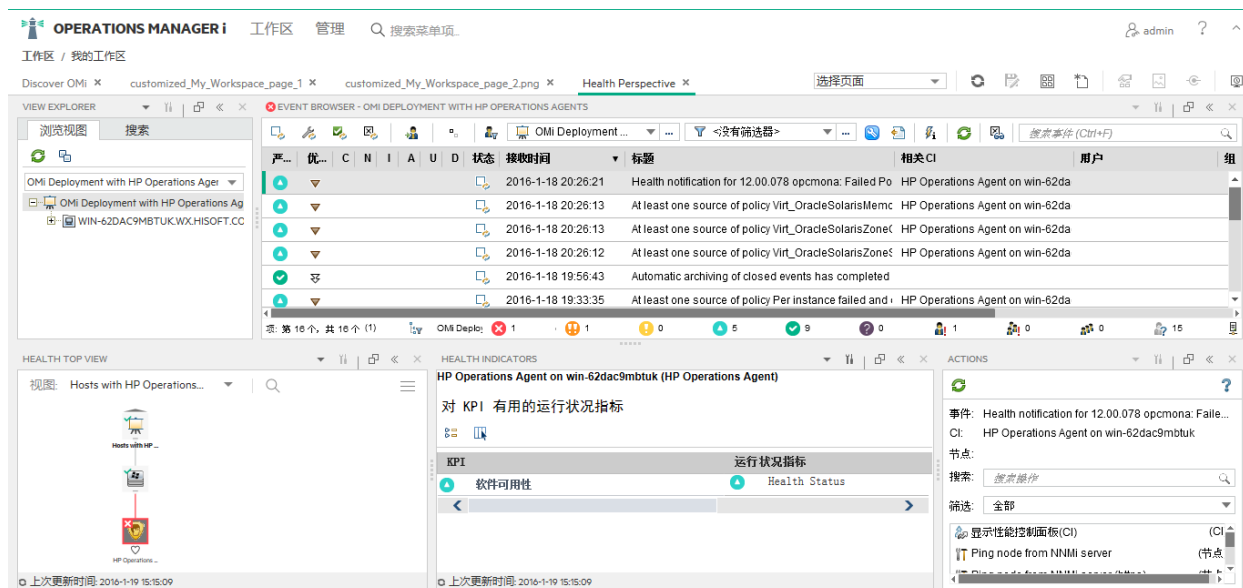 OPERATIONS MANAGER i 工作区 管理 搜索菜单项... admin ?
工作区 / 我的工作区
Discover OMi × customized_My_Workspace_page_1 × customized_My_Workspace_page_2.png × Health Perspective × 选择页面
VIEW EXPLORER
浏览视图 搜索
OMi Deployment with HP Operations Ager
OMi Deployment with HP Operations Ag
WIN-62DAC9MBTUK.WX.HISOFT.CC
EVENT BROWSER - OMI DEPLOYMENT WITH HP OPERATIONS AGENTS
OMi Deployment ... <没有筛选器> 搜索事件 (Ctrl+F)
严... 优... C N I A U D 状态 接收时间 标题 相关CI 用户 组
2016-1-18 20:26:21 Health notification for 12.00.078 opcmona: Failed Po HP Operations Agent on win-62da
2016-1-18 20:26:13 At least one source of policy Virt_OracleSolarisMemc HP Operations Agent on win-62da
2016-1-18 20:26:13 At least one source of policy Virt_OracleSolarisZone( HP Operations Agent on win-62da
2016-1-18 20:26:12 At least one source of policy Virt_OracleSolarisZoneS HP Operations Agent on win-62da
2016-1-18 19:56:43 Automatic archiving of closed events has completed
2016-1-18 19:33:35 At least one source of policy Per instance failed and HP Operations Agent on win-62da
项: 第 16 个, 共 16 个 (1) OMi Deploy: 1 1 0 5 9 0 1 0 0 15
HEALTH TOP VIEW
视图: Hosts with HP Operations...
Hosts with HP ...
HP Operations...
上次更新时间: 2016-1-19 15:15:09
HEALTH INDICATORS
HP Operations Agent on win-62dac9mbtuk (HP Operations Agent)
对 KPI 有用的运行状况指标
KPI 运行状况指标
软件可用性 Health Status
上次更新时间: 2016-1-19 15:15:09
ACTIONS
?
事件: Health notification for 12.00.078 opcmona: Faile...
CI: HP Operations Agent on win-62dac9mbtuk
节点:
搜索: 搜索操作
筛选: 全部
显示性能控制面板(CI) (CI
Ping node from NNMi server (节点